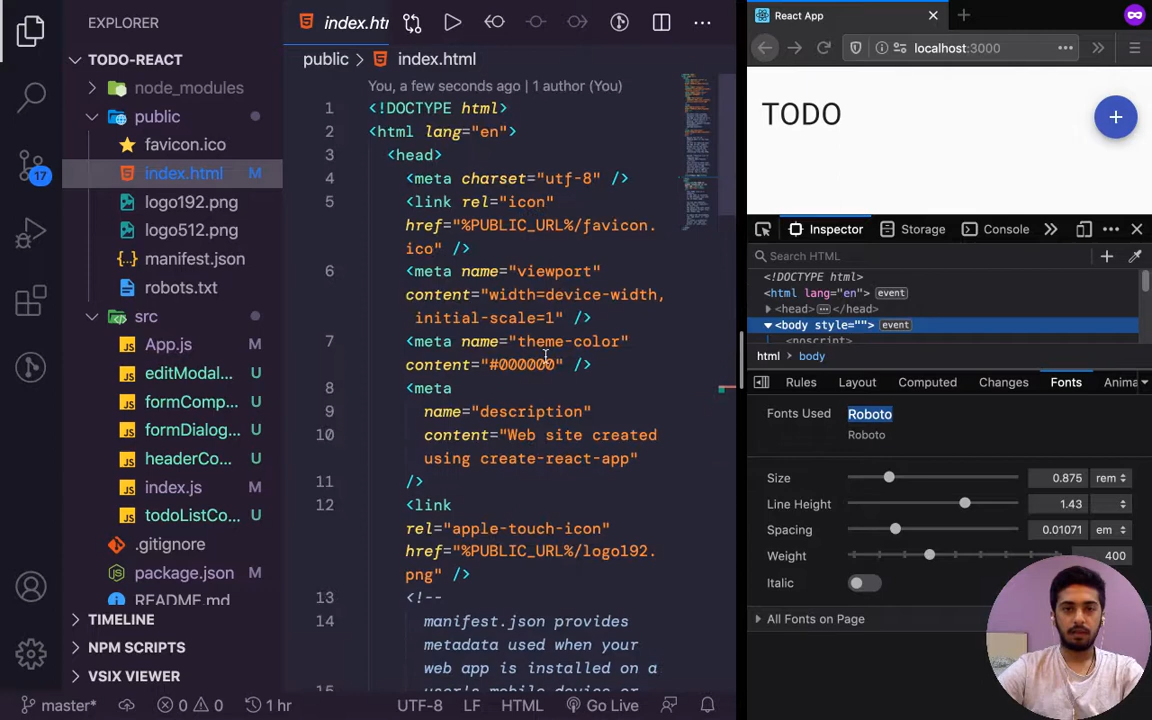 EXPLORER
TODO-REACT
node_modules
public
favicon.ico
index.html M
logo192.png
logo512.png
manifest.json
robots.txt
src
App.js U
editModal... U
formComp... U
formDialog... U
headerCo... U
index.js M
todoListCo... U
.gitignore
package.json M
README.md
TIMELINE
NPM SCRIPTS
VSIX VIEWER
17
master*
0
0
1 hr
UTF-8
LF
HTML
Go Live
index.htr
public > index.html
You, a few seconds ago | 1 author (You)
1 <!DOCTYPE html>
2 <html lang="en">
3 <head>
4 <meta charset="utf-8" />
5 <link rel="icon"
href="%PUBLIC_URL%/favicon.
ico" />
6 <meta name="viewport"
content="width=device-width,
initial-scale=1" />
7 <meta name="theme-color"
content="#000000" />
8 <meta
9 name="description"
10 content="Web site created
using create-react-app"
11 />
12 <link
rel="apple-touch-icon"
href="%PUBLIC_URL%/logo192.
png" />
13 <!--
14 manifest.json provides
metadata used when your
web app is installed on a
15 user's mobile device or
React App
localhost:3000
TODO
+
Inspector
Storage
Console
Search HTML
<!DOCTYPE html>
<html lang="en"> event
<head> ... </head>
<body style=""> event
<noscript>
html > body
Rules
Layout
Computed
Changes
Fonts
Anima
Fonts Used Roboto
Roboto
Size 0.875 rem
Line Height 1.43
Spacing 0.01071 em
Weight 400
Italic
All Fonts on Page